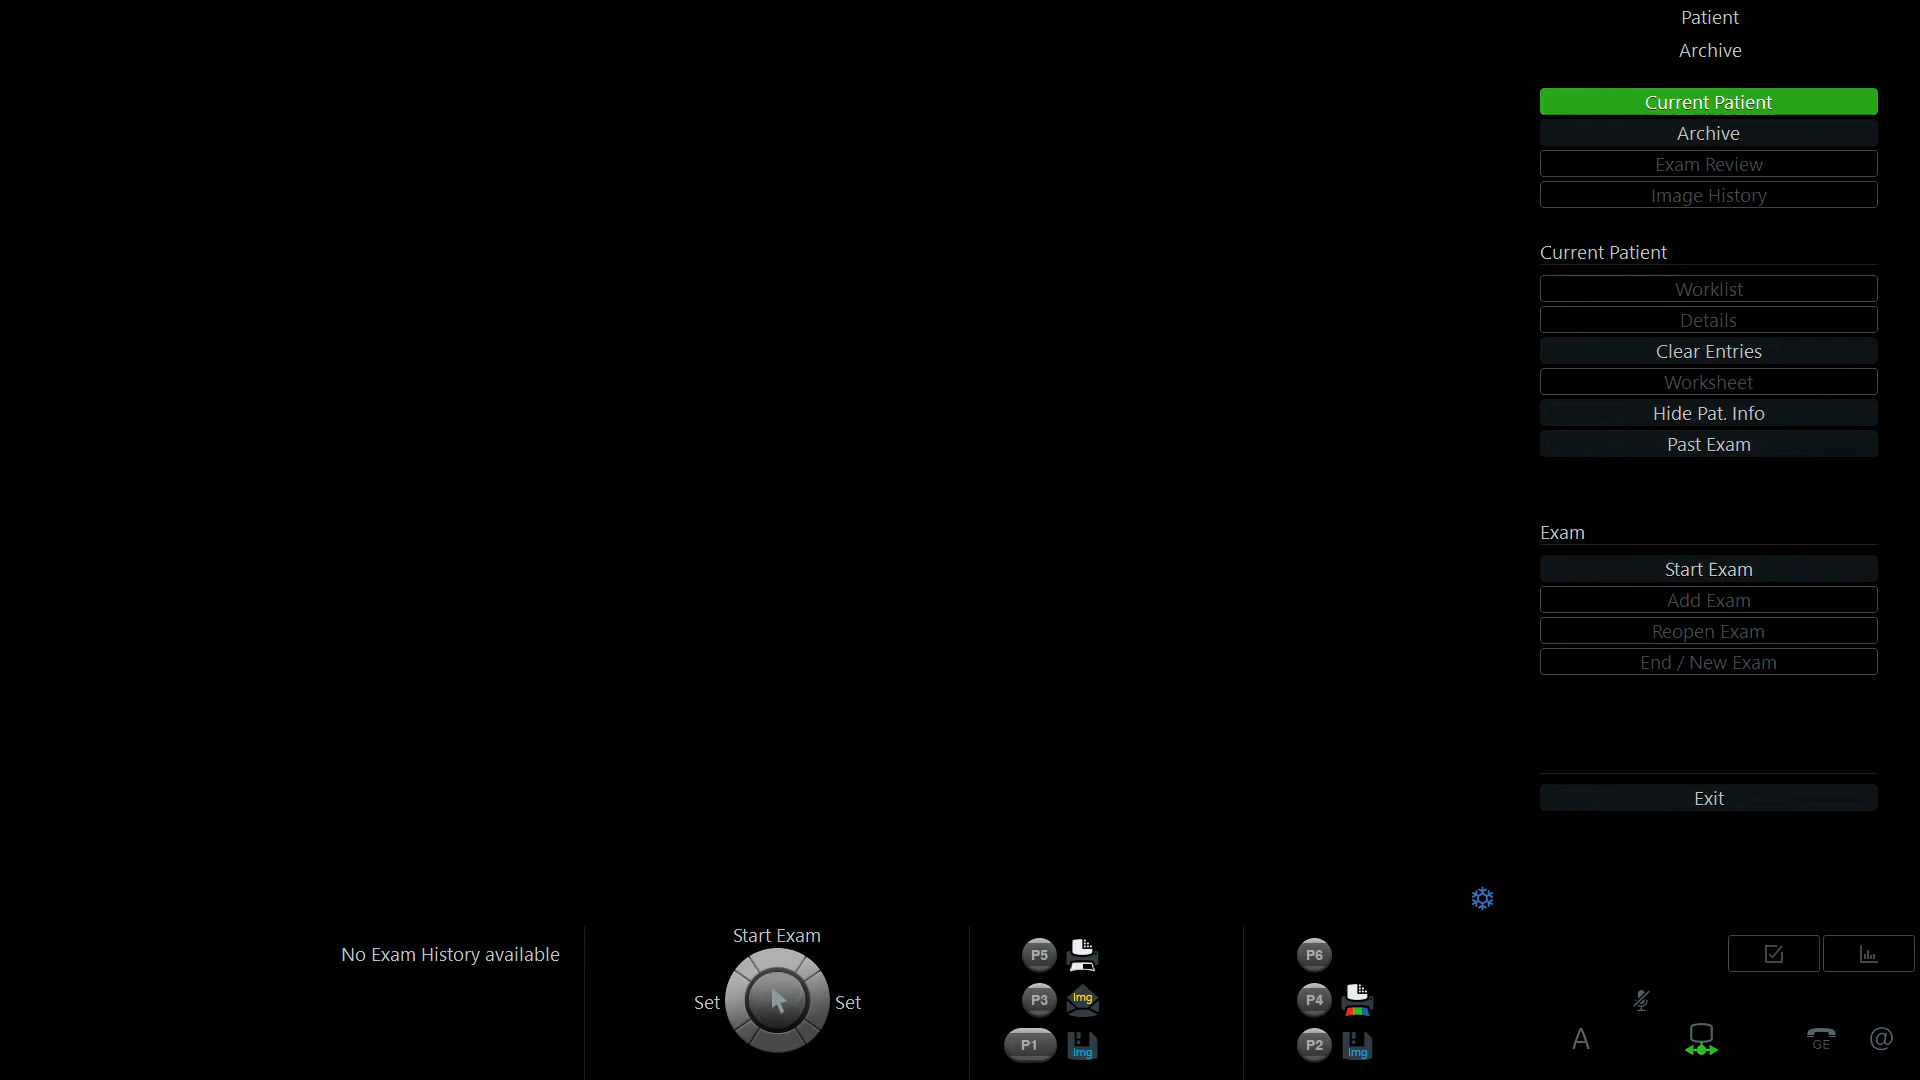 Patient
Archive
Current Patient
Archive
Exam Review
Image History
Current Patient
Worklist
Details
Clear Entries
Worksheet
Hide Pat. Info
Past Exam
Exam
Start Exam
Add Exam
Reopen Exam
End / New Exam
Exit
No Exam History available
Start Exam
Set
Set
P5
P3
Img
P1
Img
P6
P4
P2
Img
A
GE
@